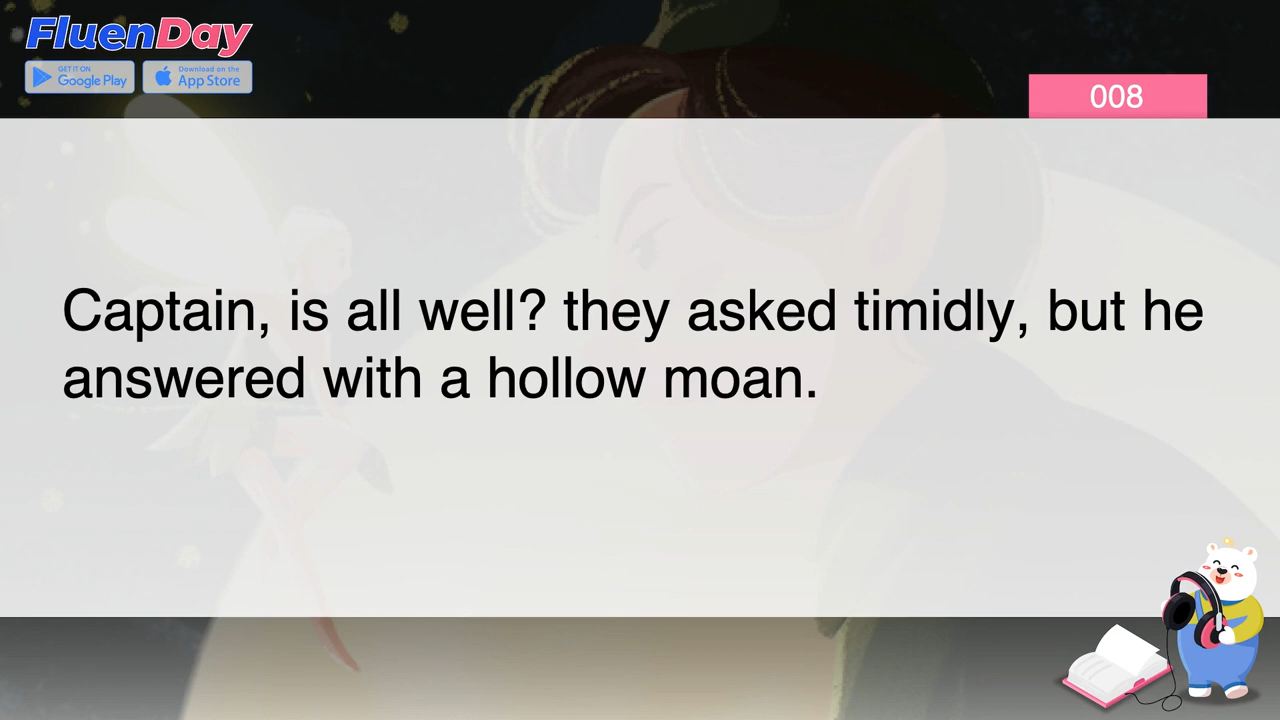 FluenDay
GET IT ON
Google Play
Download on the
App Store
008
Captain, is all well? they asked timidly, but he
answered with a hollow moan.